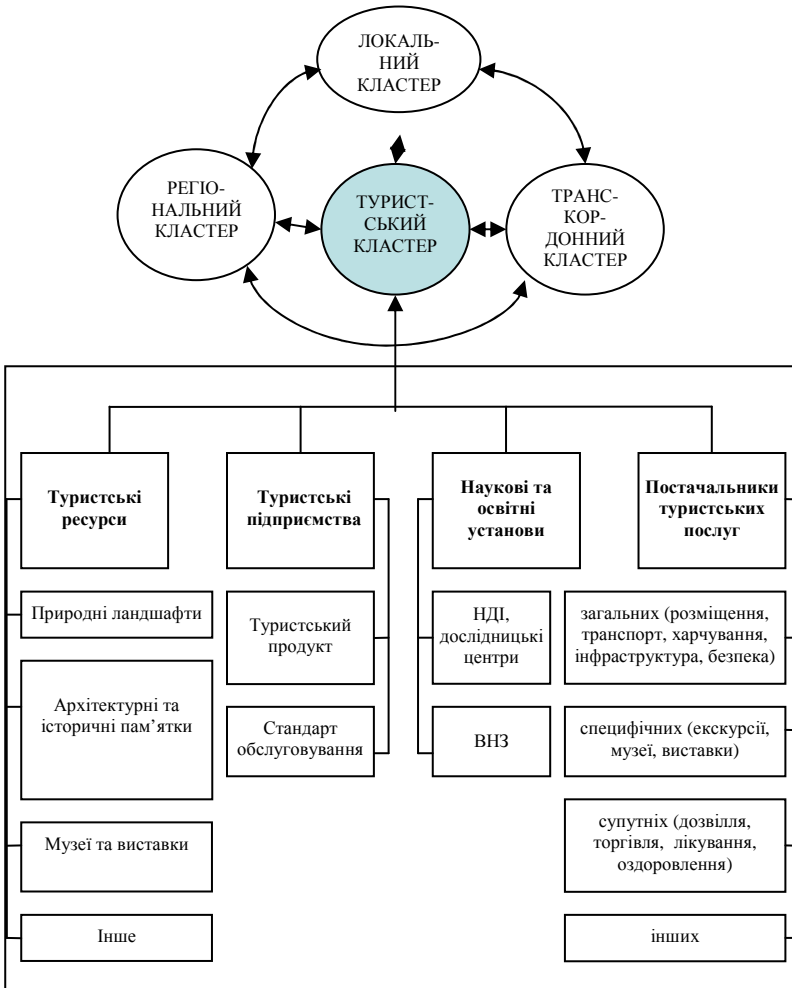 ЛОКАЛЬ-
НИЙ
КЛАСТЕР
РЕГІО-
НАЛЬНИЙ
КЛАСТЕР
ТУРИСТ-
СЬКИЙ
КЛАСТЕР
ТРАНС-
КОР-
ДОННИЙ
КЛАСТЕР
Туристські
ресурси
Природні ландшафти
Архітектурні та
історичні пам’ятки
Музеї та виставки
Інше
Туристські
підприємства
Туристський
продукт
Стандарт
обслуговування
Наукові та
освітні
установи
НДІ,
дослідницькі
центри
ВНЗ
Постачальники
туристських
послуг
загальних (розміщення,
транспорт, харчування,
інфраструктура, безпека)
специфічних (екскурсії,
музеї, виставки)
супутніх (дозвілля,
торгівля, лікування,
оздоровлення)
інших